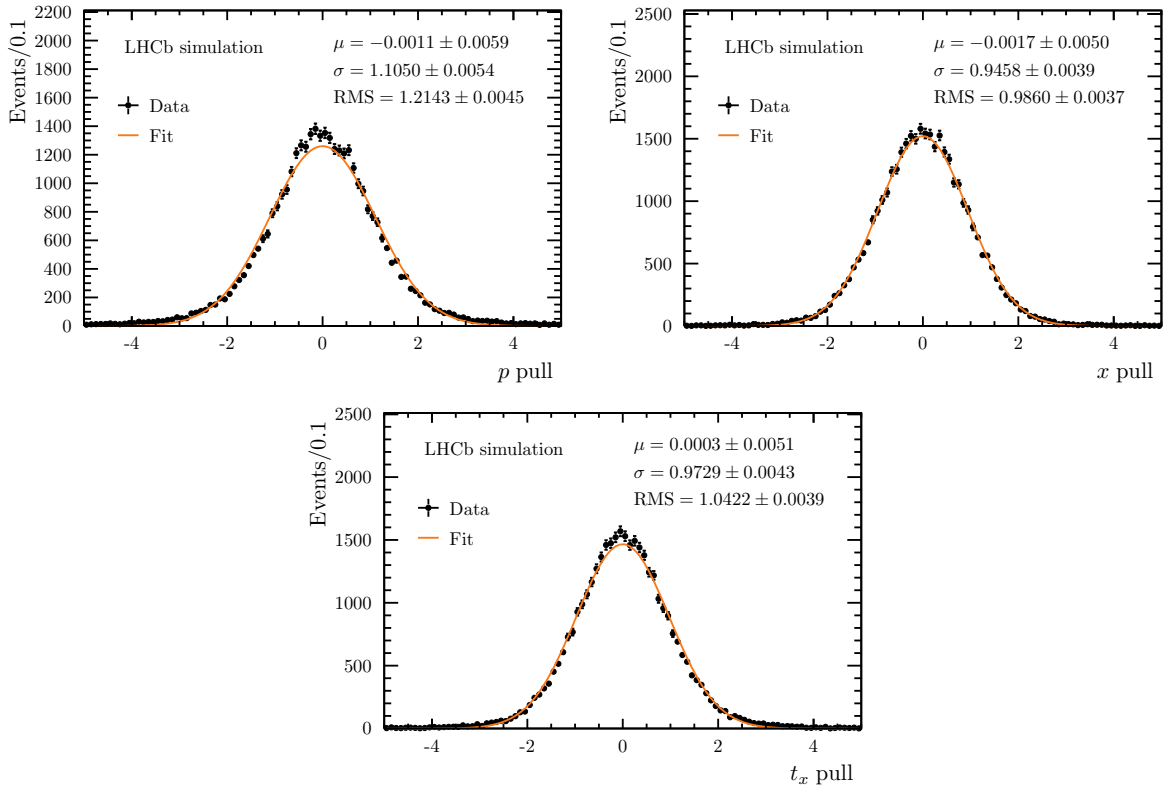 Events/0.1
2200
2000
1800
1600
1400
1200
1000
800
600
400
200
0
LHCb simulation
μ = −0.0011 ± 0.0059
σ = 1.1050 ± 0.0054
RMS = 1.2143 ± 0.0045
Data
Fit
-4 -2 0 2 4
p pull
Events/0.1
2500
2000
1500
1000
500
0
LHCb simulation
μ = −0.0017 ± 0.0050
σ = 0.9458 ± 0.0039
RMS = 0.9860 ± 0.0037
Data
Fit
-4 -2 0 2 4
x pull
Events/0.1
2500
2000
1500
1000
500
0
LHCb simulation
μ = 0.0003 ± 0.0051
σ = 0.9729 ± 0.0043
RMS = 1.0422 ± 0.0039
Data
Fit
-4 -2 0 2 4
tₓ pull